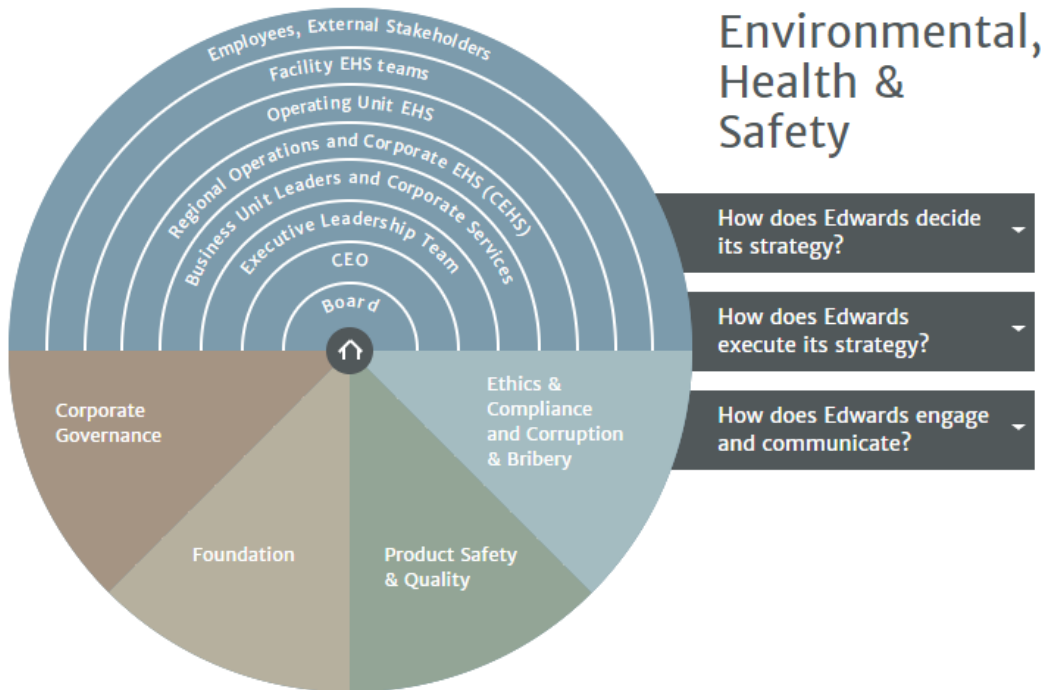 Employees, External Stakeholders
Facility EHS teams
Operating Unit EHS
Regional Operations and Corporate EHS (CEHS)
Business Unit Leaders and Corporate Services
Executive Leadership Team
CEO
Board
Corporate
Governance
Foundation
Product Safety
& Quality
Ethics &
Compliance
and Corruption
& Bribery
Environmental,
Health &
Safety
How does Edwards decide
its strategy?
How does Edwards
execute its strategy?
How does Edwards engage
and communicate?